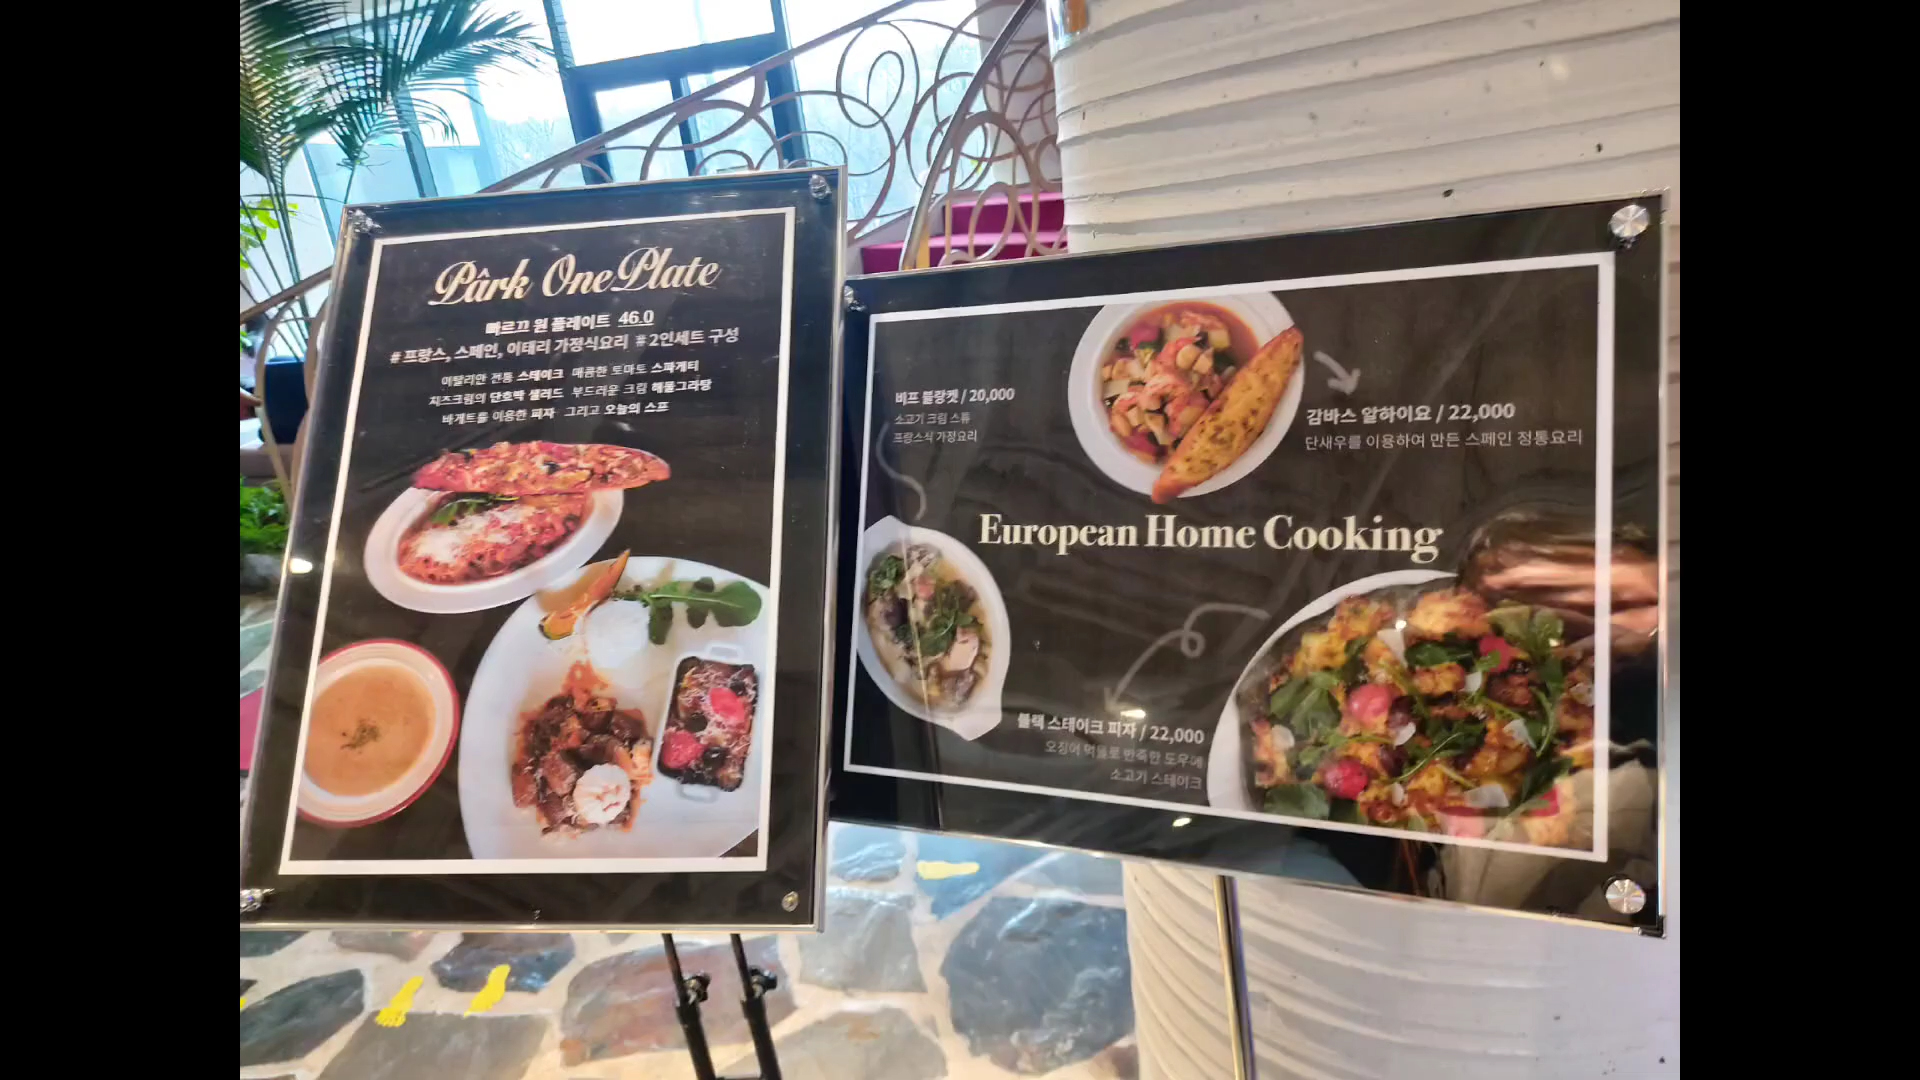 Pârk One Plate
빠르끄 원 플레이트 46.0
# 프랑스, 스페인, 이태리 가정식요리 # 2인세트 구성
이탈리안 전통 스테이크 매콤한 토마토 스파게티
치즈크림의 단호박 샐러드 부드러운 크림 해물그라탕
바게트를 이용한 피자 그리고 오늘의 스프
비프 블랑켓 / 20,000
소고기 크림 스튜
프랑스식 가정요리
감바스 알하이요 / 22,000
단새우를 이용하여 만든 스페인 정통요리
European Home Cooking
블랙 스테이크 피자 / 22,000
오징어 먹물로 반죽한 도우에
소고기 스테이크